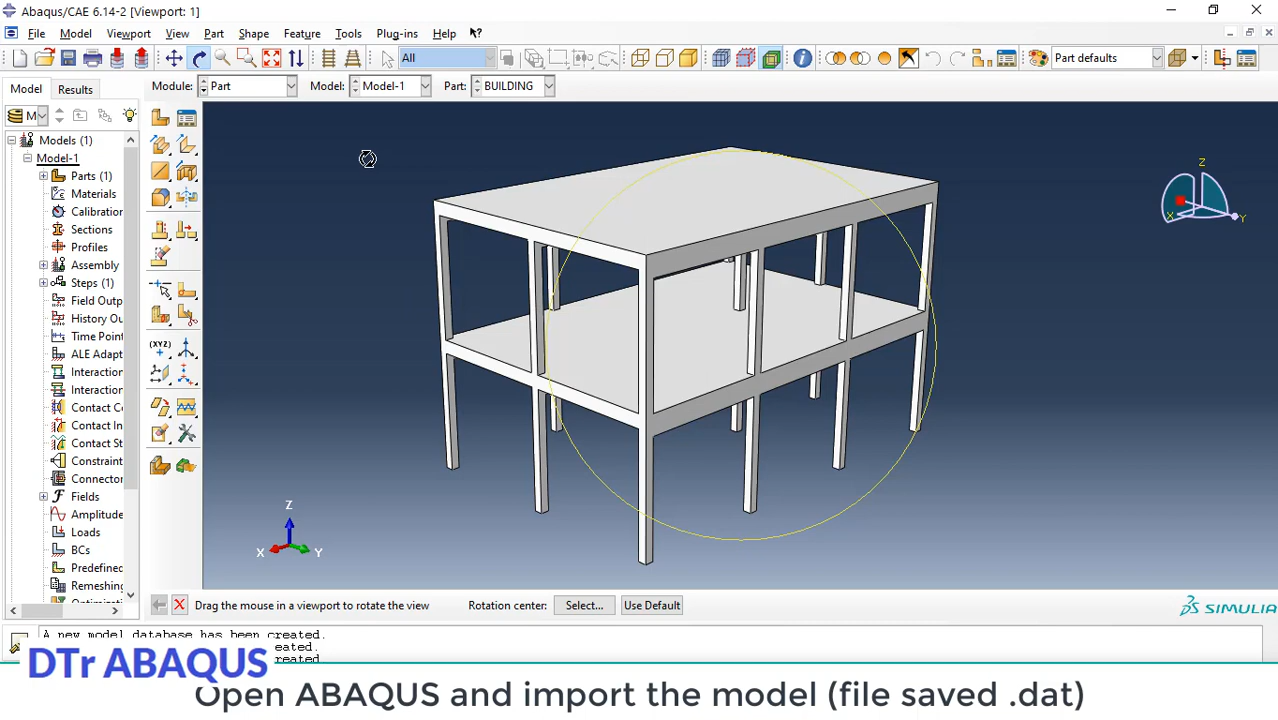 Abaqus/CAE 6.14-2 [Viewport: 1]
File Model Viewport View Part Shape Feature Tools Plug-ins Help
All Part defaults
Model Results Module: Part Model: Model-1 Part: BUILDING
M
Models (1)
Model-1
Parts (1)
Materials
Calibration
Sections
Profiles
Assembly
Steps (1)
Field Outp
History Ou
Time Point
ALE Adapt
Interaction
Interaction
Contact Co
Contact In
Contact St
Constraint
Connector
Fields
Amplitude
Loads
BCs
Predefined
Remeshing
(XYZ)
Z
X Y
Z
X Y
Drag the mouse in a viewport to rotate the view Rotation center: Select... Use Default
SIMULIA
A new model database has been created.
eated.
eated
DTr ABAQUS
Open ABAQUS and import the model (file saved .dat)